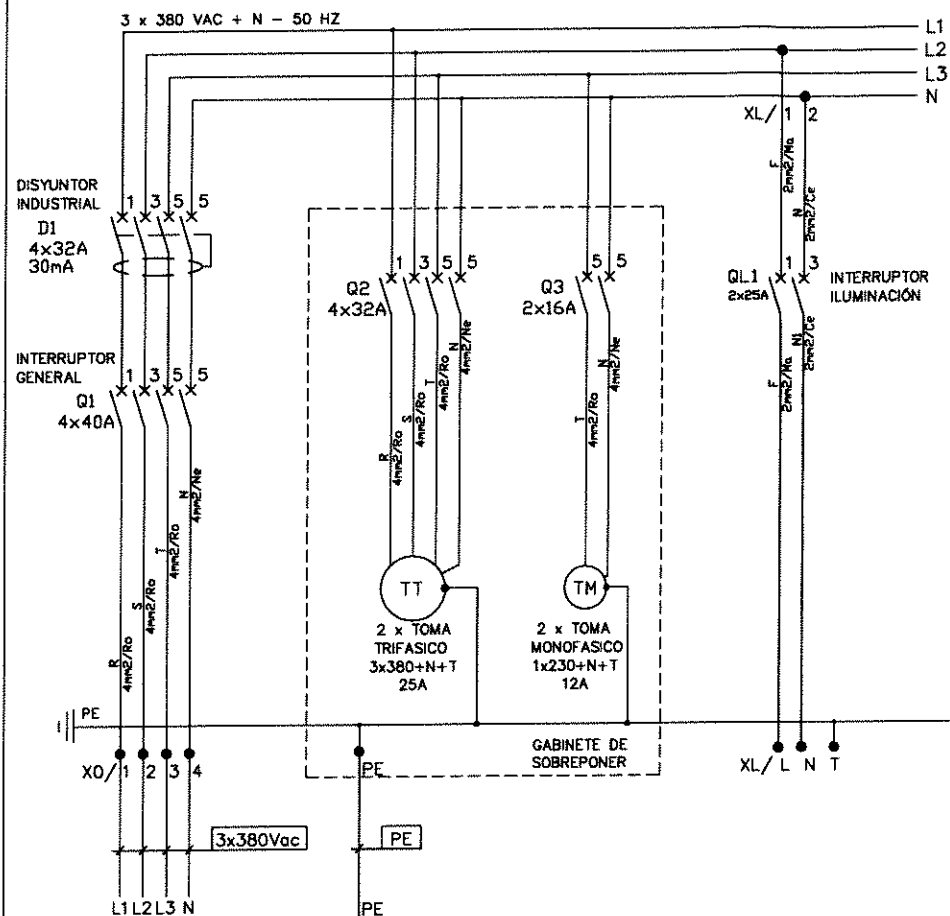 3 x 380 VAC + N - 50 HZ
L1
L2
L3
N
XL/ 1 2
F
2mm2/Ma
N
2mm2/Ce
DISYUNTOR
INDUSTRIAL
D1
4x32A
30mA
1 3 5 5
Q2
4x32A
1 3 5 5
Q3
2x16A
5 5
QL1
2x25A
1 3
INTERRUPTOR
ILUMINACIÓN
INTERRUPTOR
GENERAL
Q1
4x40A
1 3 5 5
R
4mm2/Ro
S
4mm2/Ro
T
4mm2/Ro
N
4mm2/Ne
T
4mm2/Ro
N
4mm2/Ne
F
2mm2/Ma
N1
2mm2/Ce
R
4mm2/Ro
S
4mm2/Ro
T
4mm2/Ro
N
4mm2/Ne
TT
2 x TOMA
TRIFASICO
3x380+N+T
25A
TM
2 x TOMA
MONOFASICO
1x230+N+T
12A
PE
GABINETE DE
SOBREPONER
X0/ 1 2 3 4
PE
XL/ L N T
3x380Vac
PE
L1 L2 L3 N
PE